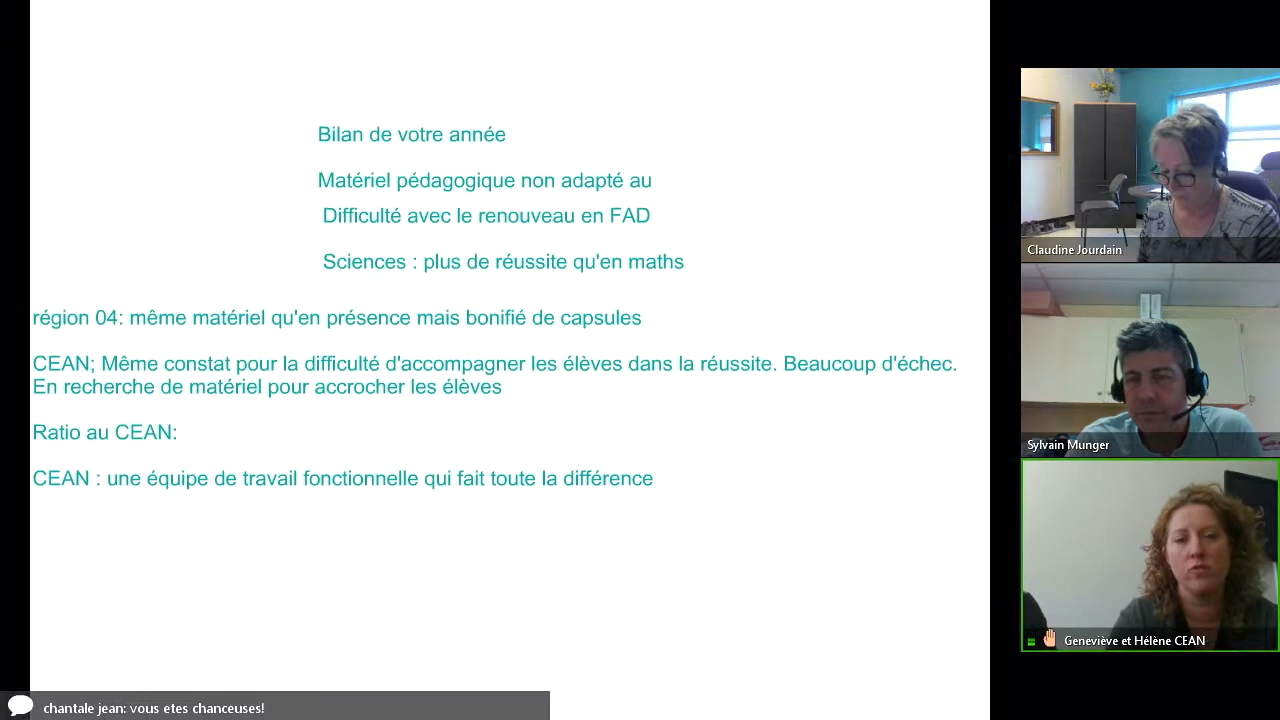 Bilan de votre année
Matériel pédagogique non adapté au
Difficulté avec le renouveau en FAD
Sciences : plus de réussite qu'en maths
région 04: même matériel qu'en présence mais bonifié de capsules
CEAN; Même constat pour la difficulté d'accompagner les élèves dans la réussite. Beaucoup d'échec.
En recherche de matériel pour accrocher les élèves
Ratio au CEAN:
CEAN : une équipe de travail fonctionnelle qui fait toute la différence
Claudine Jourdain
Sylvain Munger
Geneviève et Hélène CEAN
chantale jean: vous etes chanceuses!